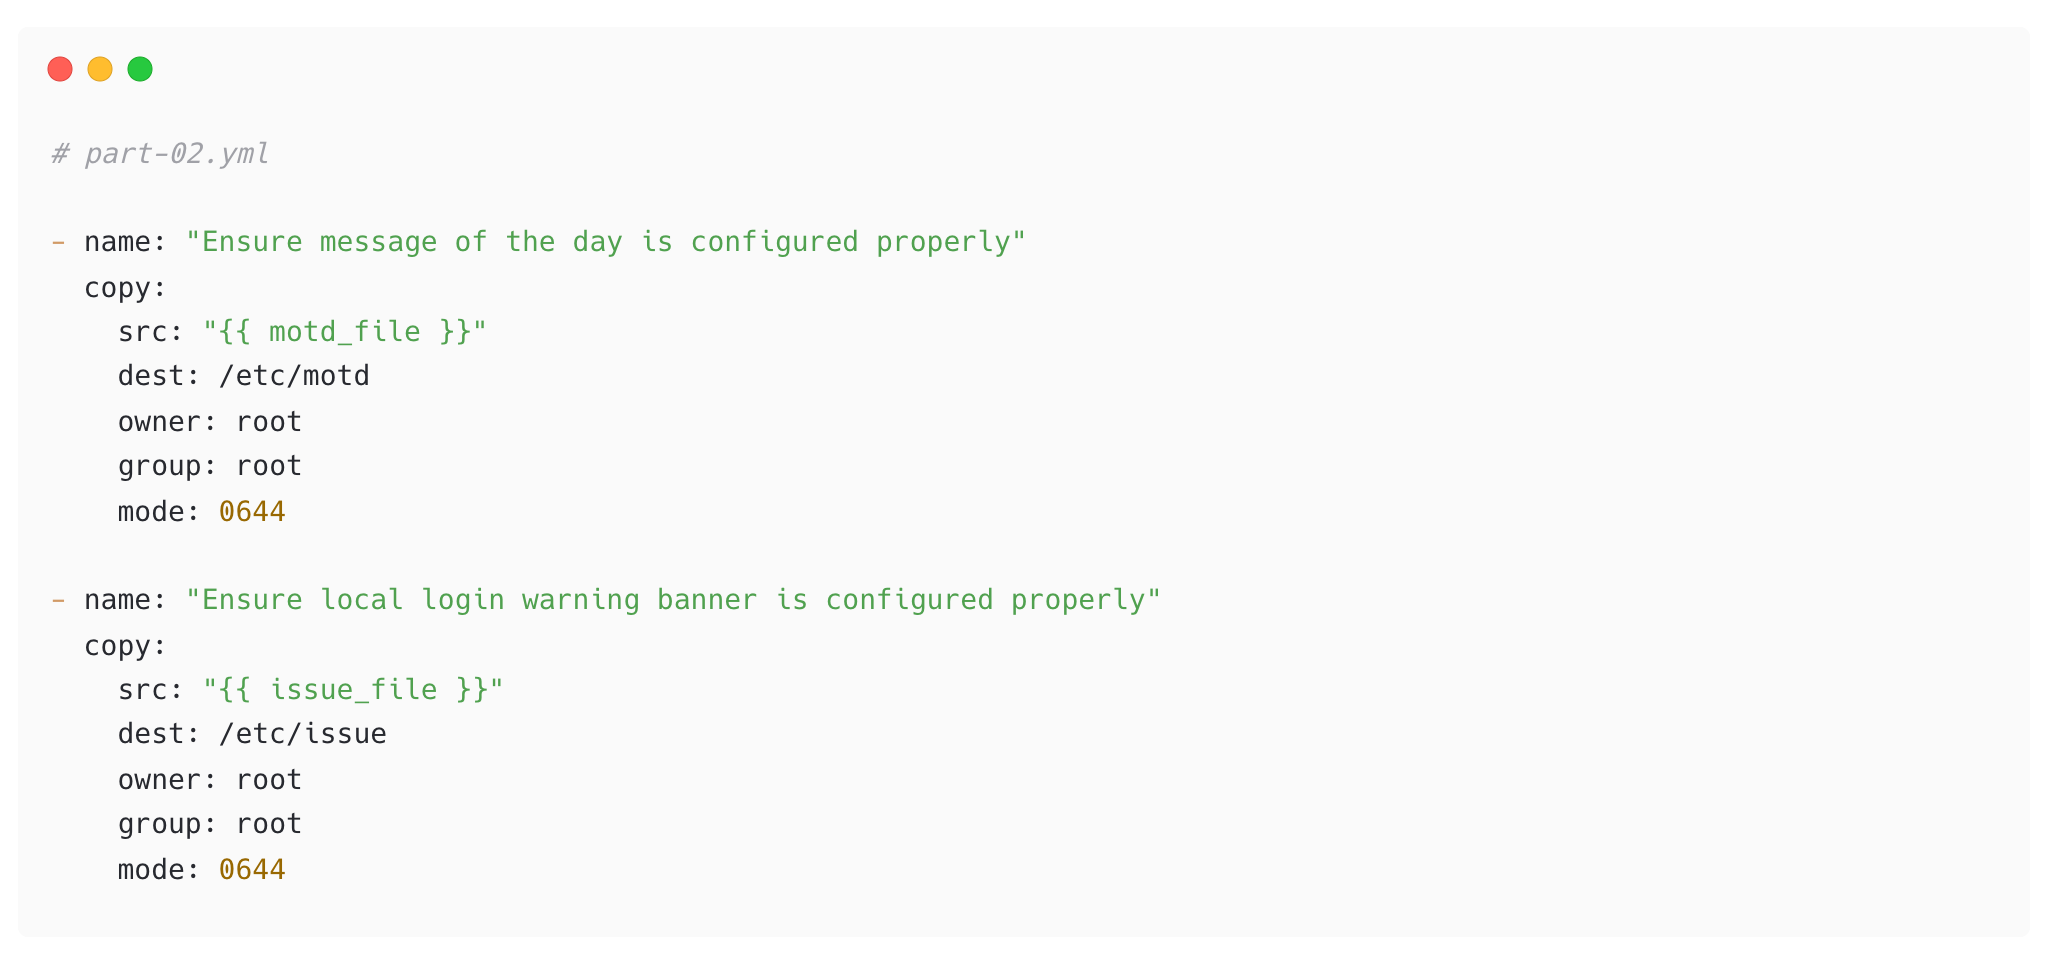 # part-02.yml
- name: "Ensure message of the day is configured properly"
copy:
src: "{{ motd_file }}"
dest: /etc/motd
owner: root
group: root
mode: 0644
- name: "Ensure local login warning banner is configured properly"
copy:
src: "{{ issue_file }}"
dest: /etc/issue
owner: root
group: root
mode: 0644